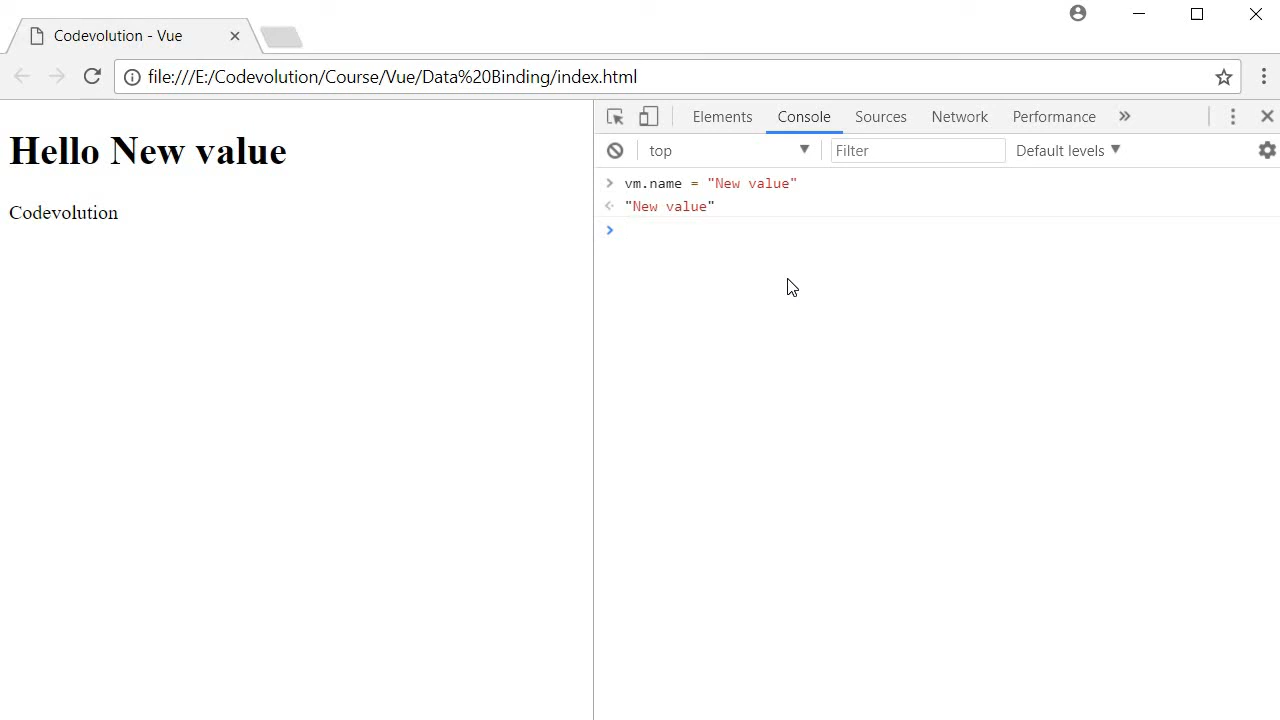 Codevolution - Vue
file:///E:/Codevolution/Course/Vue/Data%20Binding/index.html
Hello New value
Codevolution
Elements Console Sources Network Performance »
top Filter Default levels
> vm.name = "New value"
"New value"
>